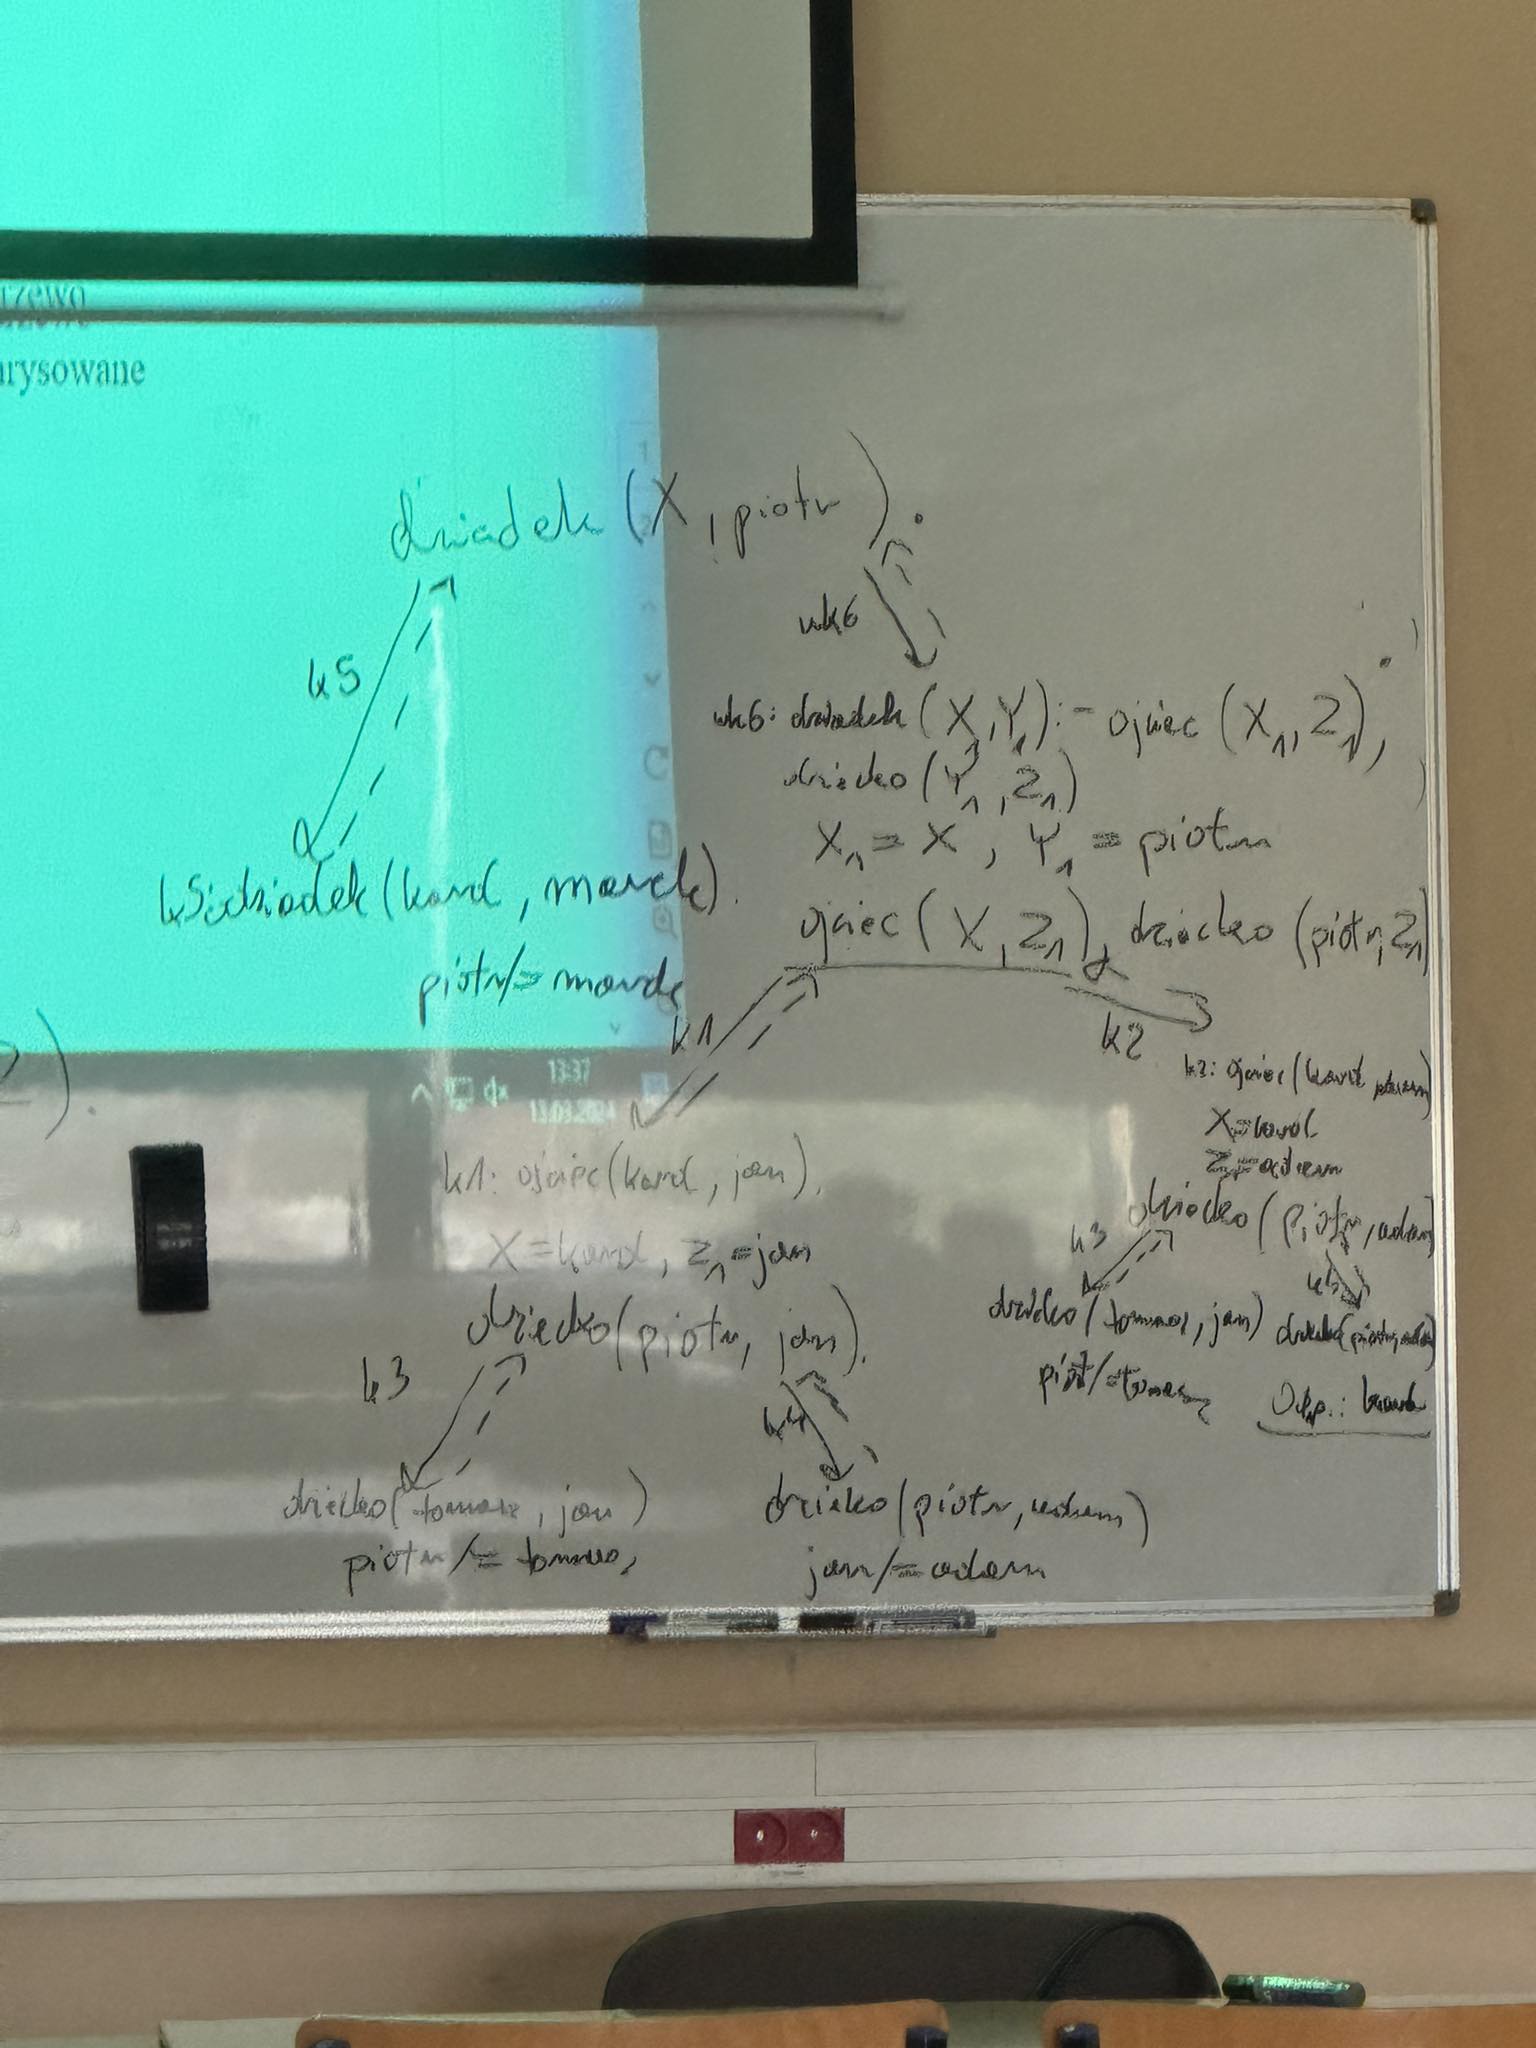 rzewo
rysowane
dziadek (X, piotr).
k5
wk6
wk6: dziadek (X₁, Y₁) :- ojciec (X₁, Z₁),
dziecko (Y₁, Z₁)
X₁ = X, Y₁ = piotr
k5: dziadek (karol, marek).
piotr /= marek
ojciec (X, Z₁), dziecko (piotr, Z₁)
k1
k2
).
13:37
13.03.2024
k1: ojciec (karol, jan).
X = karol, Z₁ = jan
dziecko (piotr, jan).
k3
k4
dziecko (tomasz, jan)
piotr /= tomasz
dziecko (piotr, adam)
jan /= adam
k2: ojciec (karol, adam)
X = karol
Z₁ = adam
dziecko (piotr, adam)
k3
dziecko (tomasz, jan)
piotr /= tomasz
dziecko (piotr, adam)
Odp.: karol